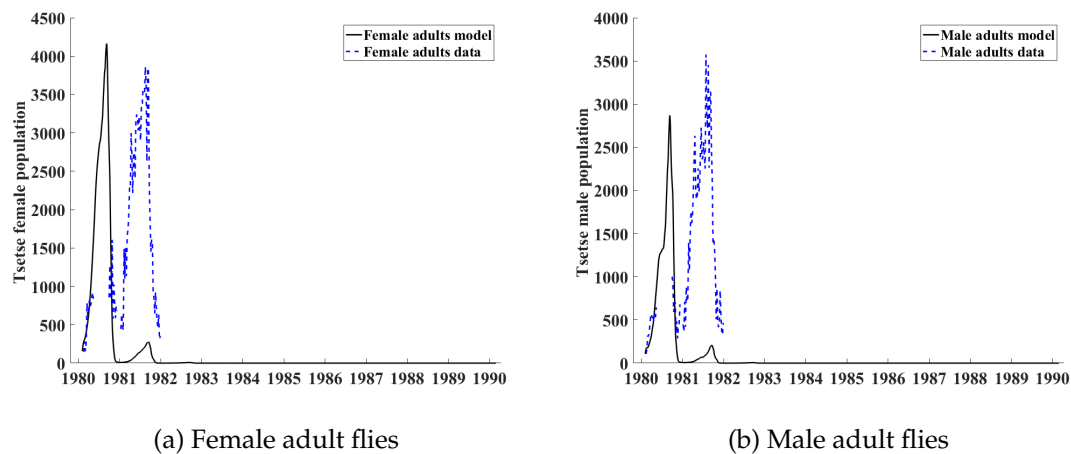 4500
4000
3500
3000
2500
2000
1500
1000
500
0
Tsetse female population
Female adults model
Female adults data
1980 1981 1982 1983 1984 1985 1986 1987 1988 1989 1990
(a) Female adult flies
4000
3500
3000
2500
2000
1500
1000
500
0
Tsetse male population
Male adults model
Male adults data
1980 1981 1982 1983 1984 1985 1986 1987 1988 1989 1990
(b) Male adult flies